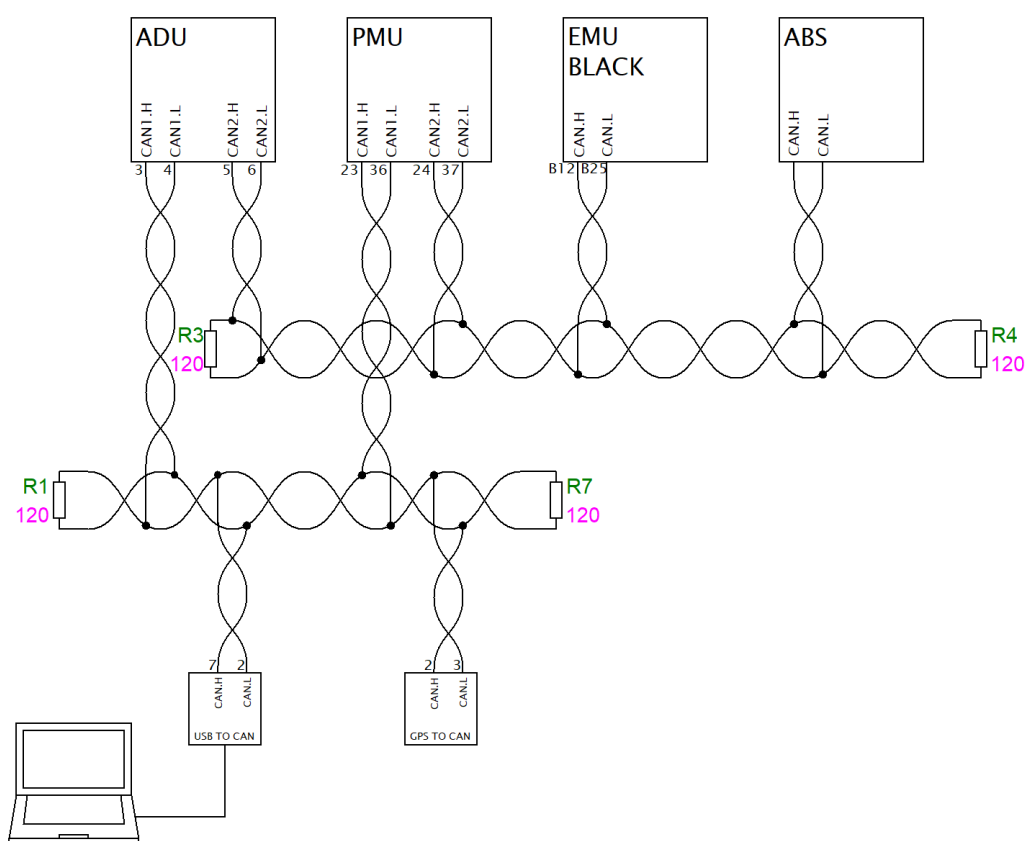 ADU
PMU
EMU
BLACK
ABS
CAN1.H
CAN1.L
CAN2.H
CAN2.L
CAN1.H
CAN1.L
CAN2.H
CAN2.L
CAN.H
CAN.L
CAN.H
CAN.L
3
4
5
6
23
36
24
37
B12
B25
R3
120
R4
120
R1
120
R7
120
7
2
2
3
CAN.H
CAN.L
CAN.H
CAN.L
USB TO CAN
GPS TO CAN